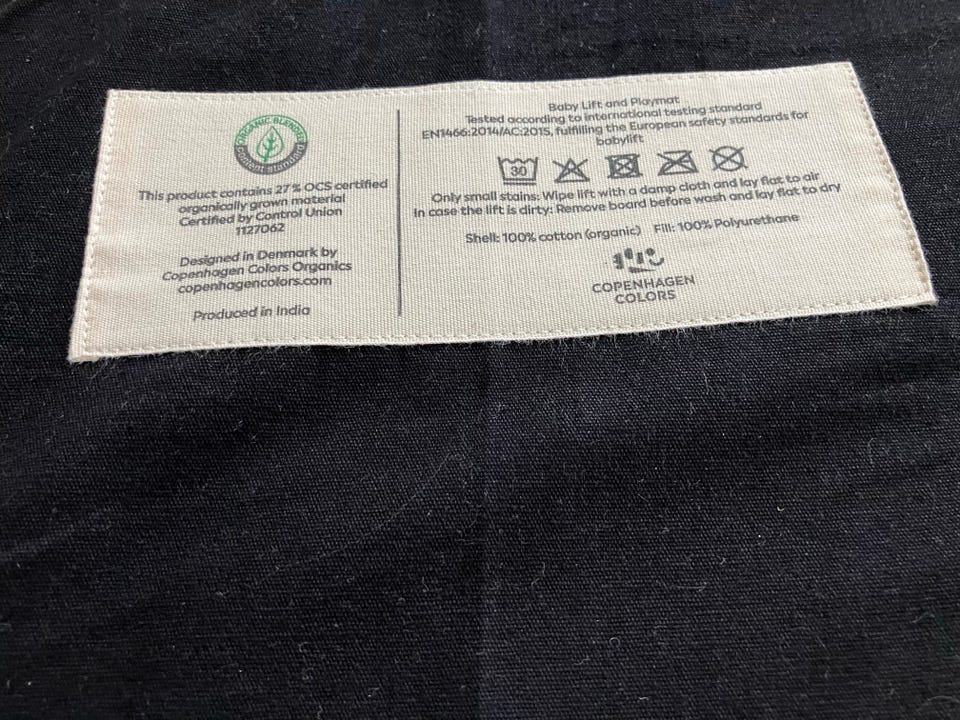 ORGANIC BLENDED
content standard
This product contains 27% OCS certified
organically grown material
Certified by Control Union
1127062
Designed in Denmark by
Copenhagen Colors Organics
copenhagencolors.com
Produced in India
Baby Lift and Playmat
Tested according to international testing standard
EN1466:2014/AC:2015, fulfilling the European safety standards for
babylift
30
Only small stains: Wipe lift with a damp cloth and lay flat to air
In case the lift is dirty: Remove board before wash and lay flat to dry
Shell: 100% cotton (organic) Fill: 100% Polyurethane
COPENHAGEN
COLORS